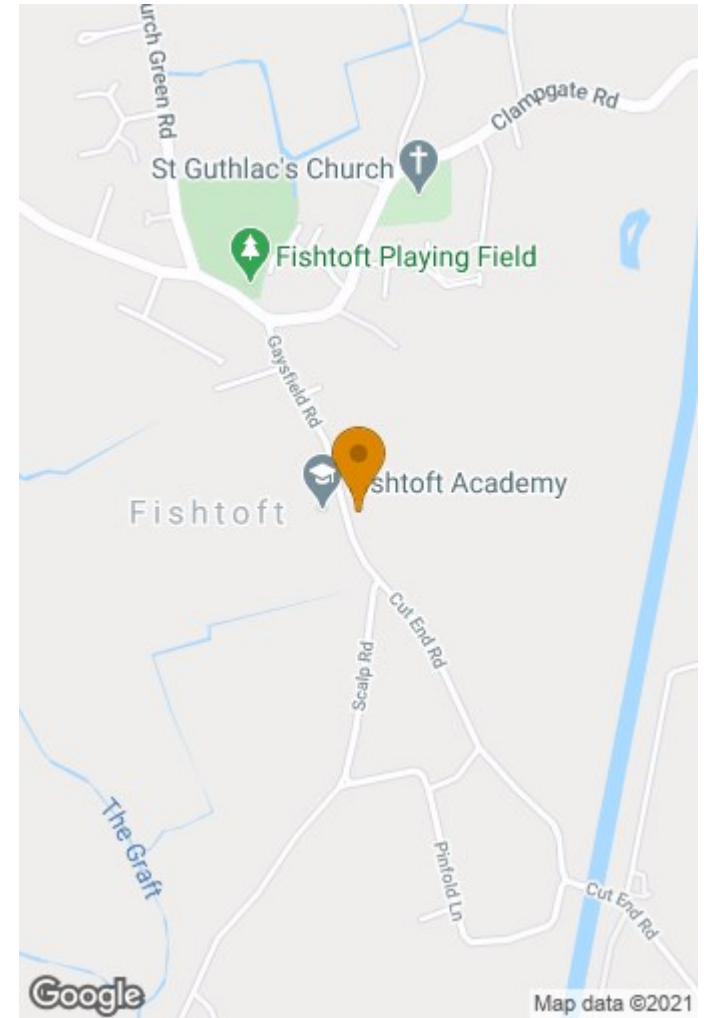 urch Green Rd
Clampgate Rd
St Guthlac's Church
Fishtoft Playing Field
Gaysfield Rd
shtoft Academy
Fishtoft
Cut End Rd
Scalp Rd
The Graft
Pinfold Ln
Cut End Rd
Google
Map data ©2021